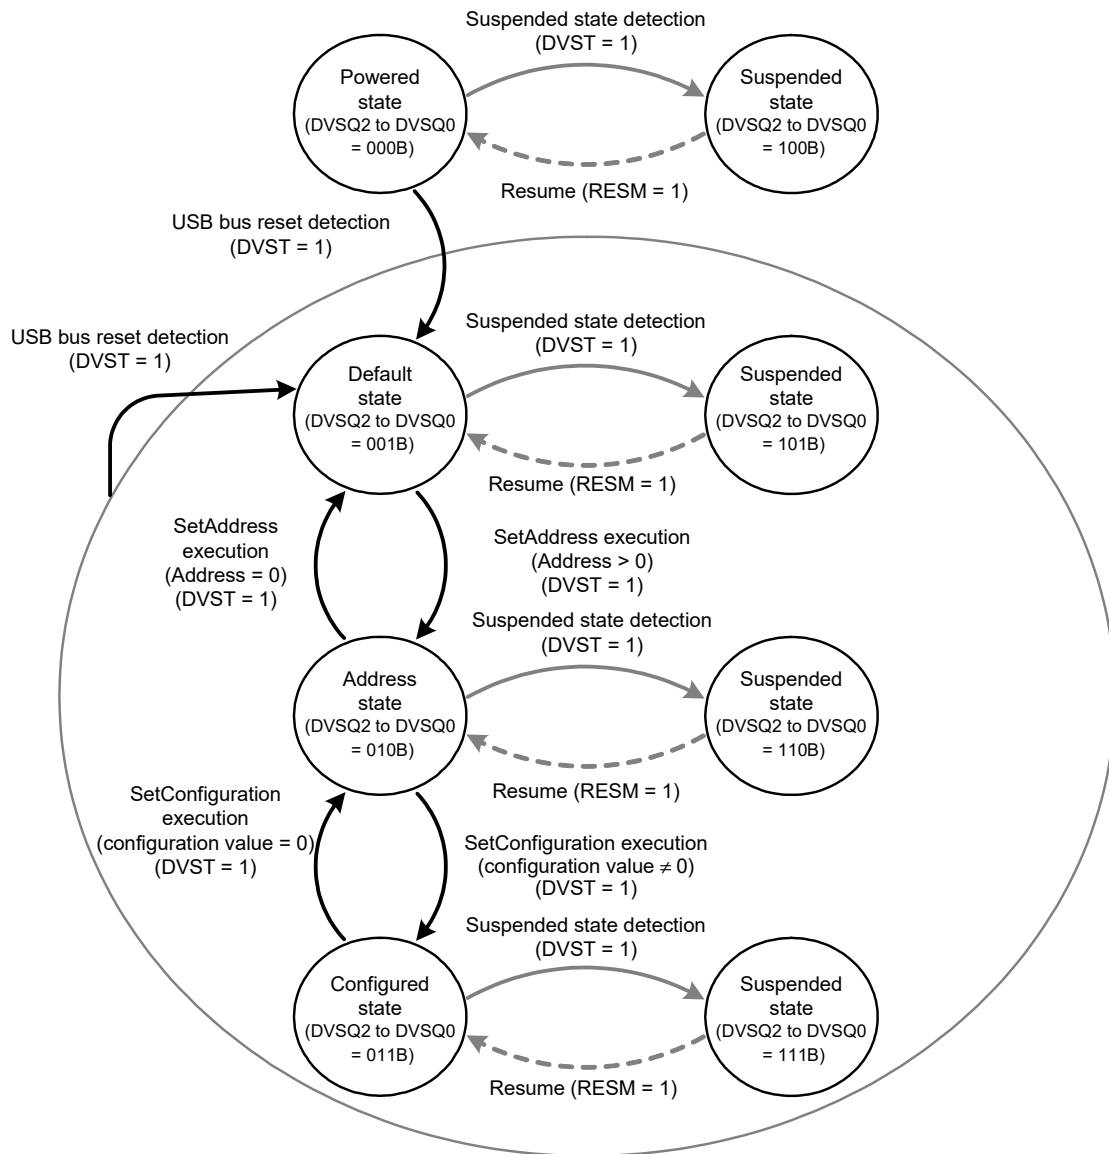 Suspended state detection
(DVST = 1)
Powered
state
(DVSQ2 to DVSQ0
= 000B)
Suspended
state
(DVSQ2 to DVSQ0
= 100B)
Resume (RESM = 1)
USB bus reset detection
(DVST = 1)
USB bus reset detection
(DVST = 1)
Suspended state detection
(DVST = 1)
Default
state
(DVSQ2 to DVSQ0
= 001B)
Suspended
state
(DVSQ2 to DVSQ0
= 101B)
Resume (RESM = 1)
SetAddress
execution
(Address = 0)
(DVST = 1)
SetAddress execution
(Address > 0)
(DVST = 1)
Suspended state detection
(DVST = 1)
Address
state
(DVSQ2 to DVSQ0
= 010B)
Suspended
state
(DVSQ2 to DVSQ0
= 110B)
Resume (RESM = 1)
SetConfiguration
execution
(configuration value = 0)
(DVST = 1)
SetConfiguration execution
(configuration value ≠ 0)
(DVST = 1)
Suspended state detection
(DVST = 1)
Configured
state
(DVSQ2 to DVSQ0
= 011B)
Suspended
state
(DVSQ2 to DVSQ0
= 111B)
Resume (RESM = 1)